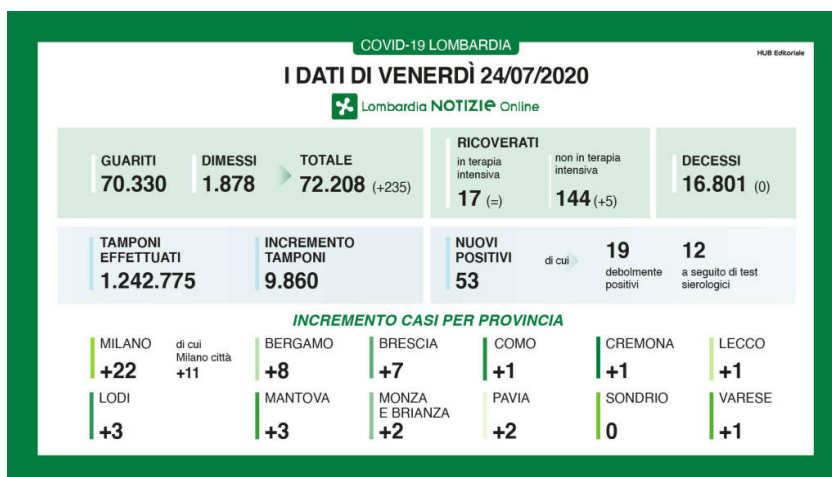 COVID-19 LOMBARDIA
HUB Editoriale
I DATI DI VENERDÌ 24/07/2020
Lombardia NOTIZIE Online
GUARITI
70.330
DIMESSI
1.878
TOTALE
72.208 (+235)
RICOVERATI
in terapia
intensiva
17 (=)
non in terapia
intensiva
144 (+5)
DECESSI
16.801 (0)
TAMPONI
EFFETTUATI
1.242.775
INCREMENTO
TAMPONI
9.860
NUOVI
POSITIVI
53
di cui
19
debolmente
positivi
12
a seguito di test
sierologici
INCREMENTO CASI PER PROVINCIA
MILANO
+22
di cui
Milano città
+11
BERGAMO
+8
BRESCIA
+7
COMO
+1
CREMONA
+1
LECCO
+1
LODI
+3
MANTOVA
+3
MONZA
E BRIANZA
+2
PAVIA
+2
SONDRIO
0
VARESE
+1